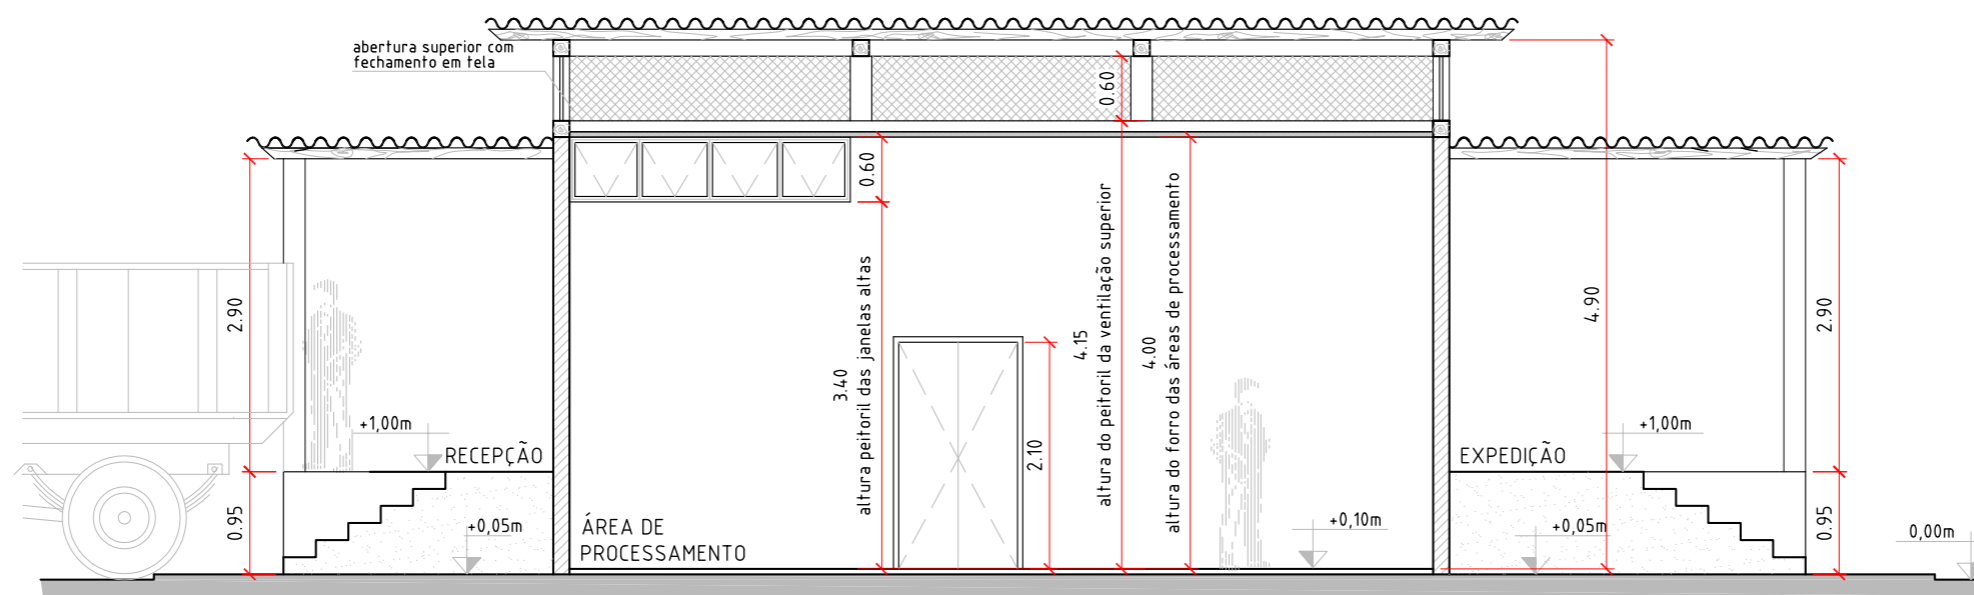 abertura superior com
fechamento em tela
0.60
0.60
2.90
3.40
altura peitoril das janelas altas
4.15
altura do peitoril da ventilação superior
4.00
altura do forro das áreas de processamento
4.90
2.90
+1,00m
RECEPÇÃO
2.10
+1,00m
EXPEDIÇÃO
0.95
+0,05m
ÁREA DE
PROCESSAMENTO
+0,10m
+0,05m
0.95
0,00m